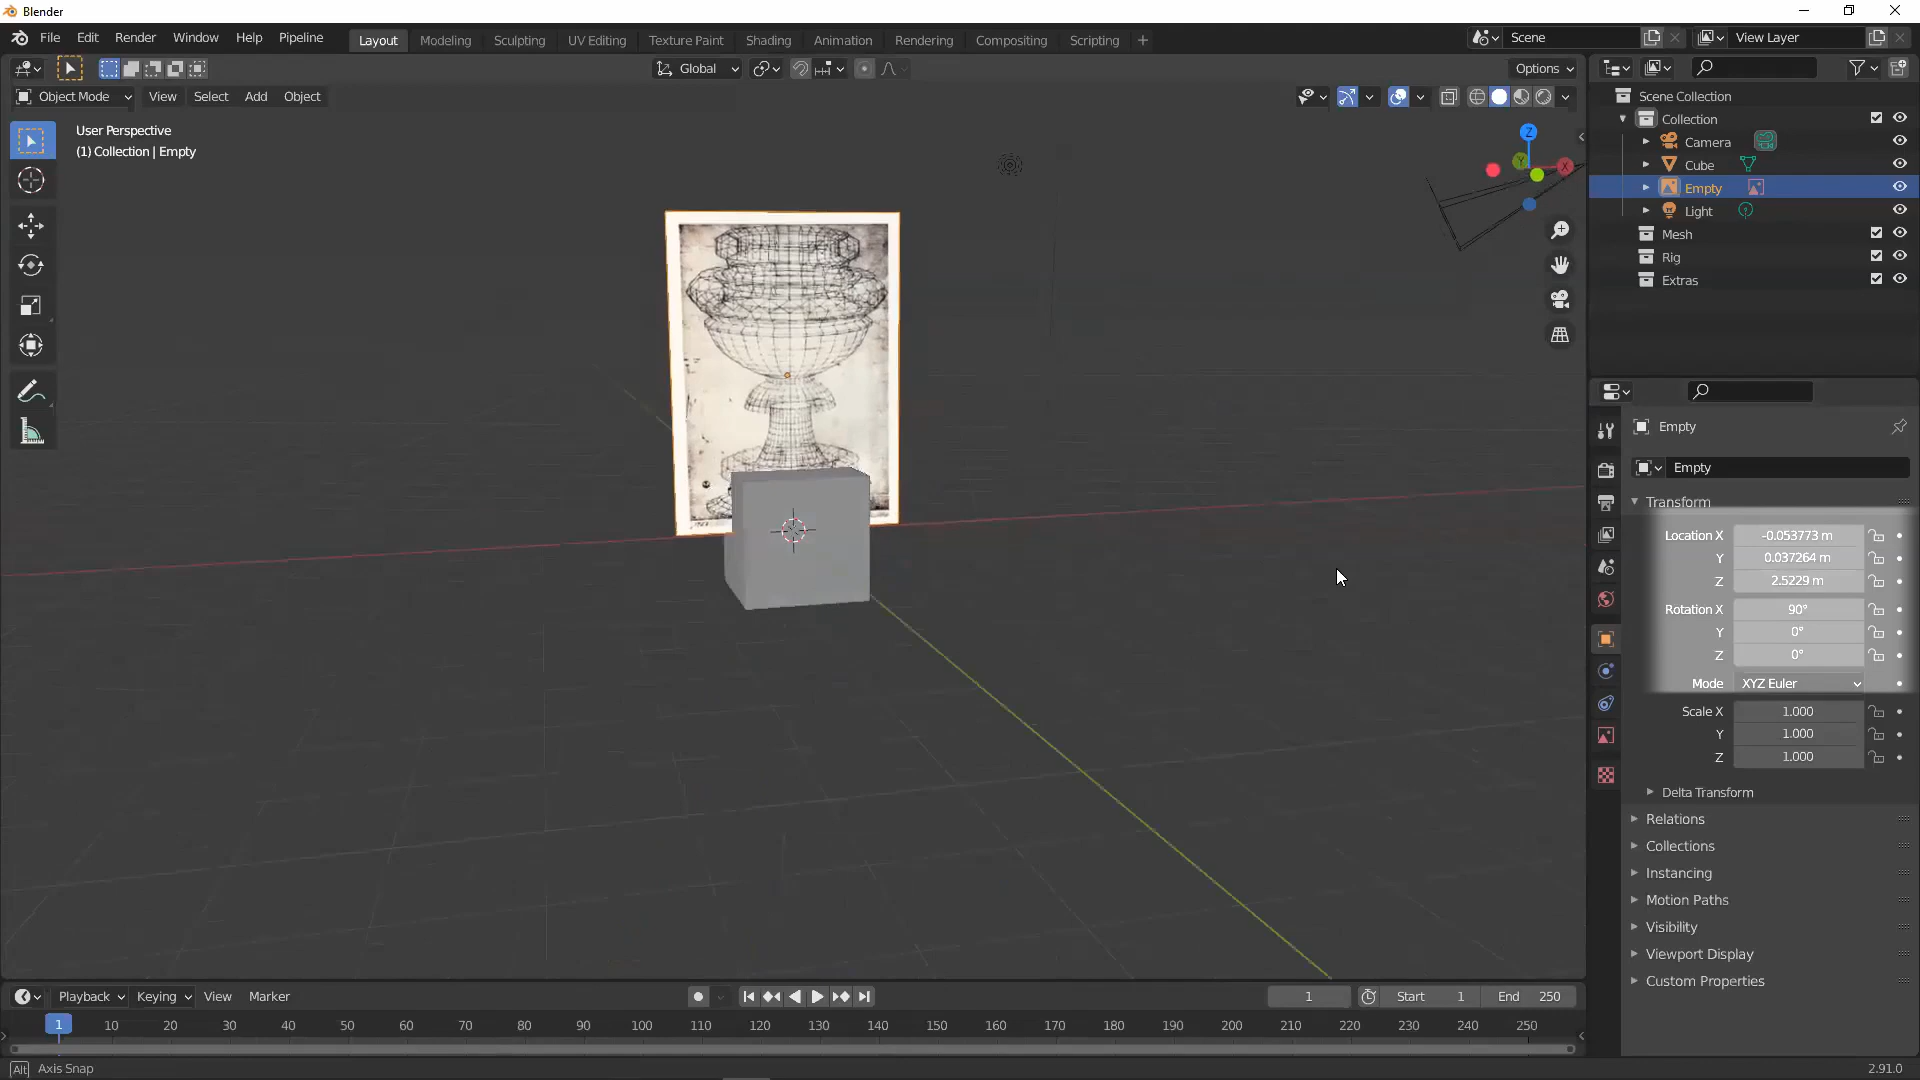 Blender
File Edit Render Window Help Pipeline
Layout Modeling Sculpting UV Editing Texture Paint Shading Animation Rendering Compositing Scripting +
Scene
View Layer
Global
Options
Object Mode View Select Add Object
User Perspective
(1) Collection | Empty
Z
Y
X
Scene Collection
Collection
Camera
Cube
Empty
Light
Mesh
Rig
Extras
Empty
Empty
Transform
Location X -0.053773 m
Y 0.037264 m
Z 2.5229 m
Rotation X 90°
Y 0°
Z 0°
Mode XYZ Euler
Scale X 1.000
Y 1.000
Z 1.000
Delta Transform
Relations
Collections
Instancing
Motion Paths
Visibility
Viewport Display
Custom Properties
Playback Keying View Marker
1 Start 1 End 250
1 10 20 30 40 50 60 70 80 90 100 110 120 130 140 150 160 170 180 190 200 210 220 230 240 250
Alt Axis Snap
2.91.0